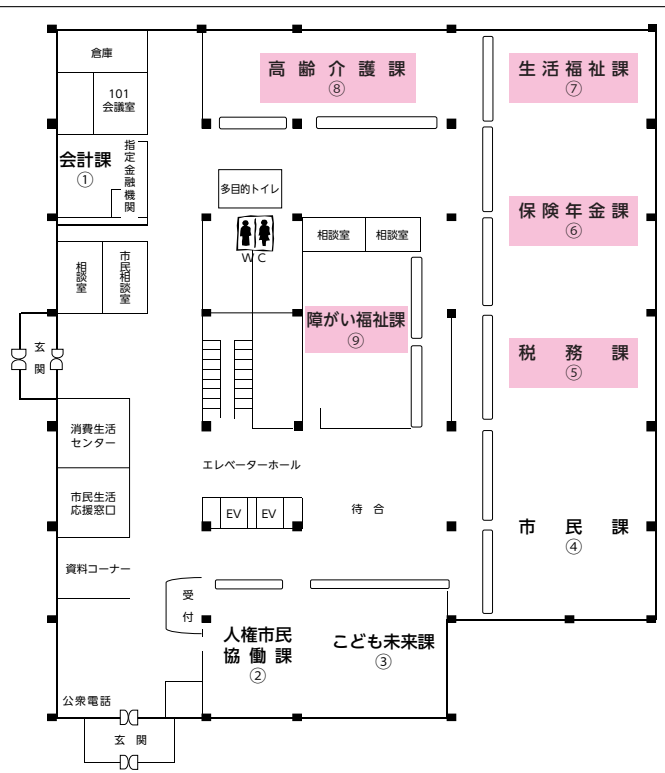 倉庫
101
会議室
会計課
①
指定金融機関
高齢介護課
⑧
生活福祉課
⑦
多目的トイレ
WC
相談室
相談室
保険年金課
⑥
相談室
市民相談室
障がい福祉課
⑨
税務課
⑤
玄関
消費生活
センター
エレベーターホール
市民生活
応援窓口
EV
EV
待合
市民課
④
資料コーナー
受付
人権市民
協働課
②
こども未来課
③
公衆電話
玄関